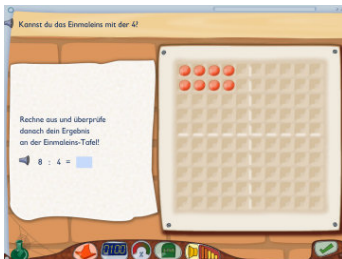 Kannst du das Einmaleins mit der 4?
Rechne aus und überprüfe
danach dein Ergebnis
an der Einmaleins-Tafel!
8 : 4 =